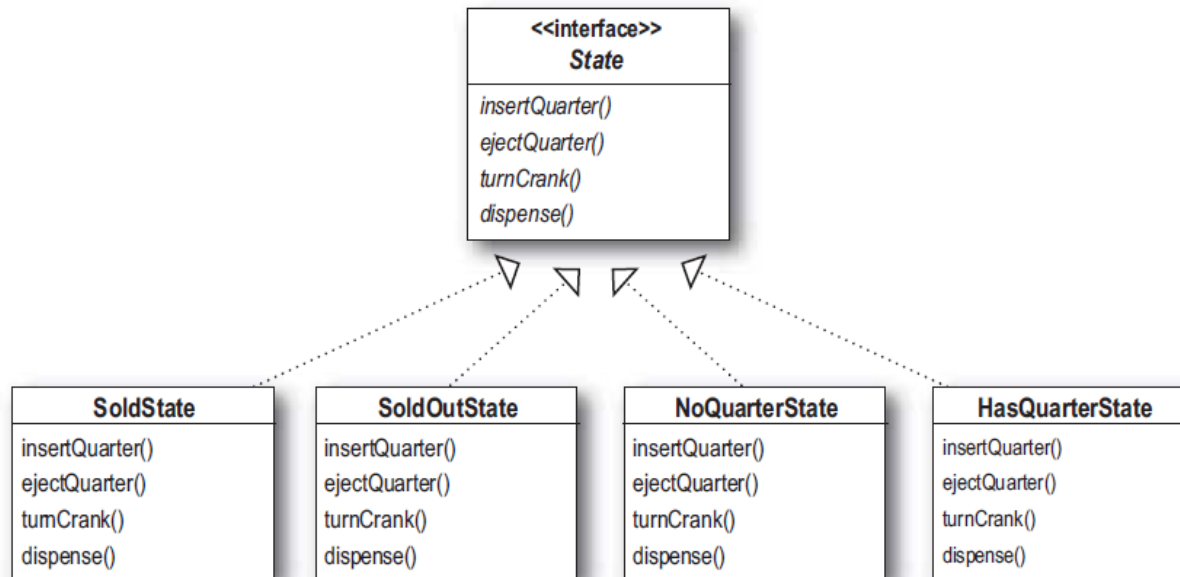 <<interface>>
State
insertQuarter()
ejectQuarter()
turnCrank()
dispense()
SoldState
insertQuarter()
ejectQuarter()
turnCrank()
dispense()
SoldOutState
insertQuarter()
ejectQuarter()
turnCrank()
dispense()
NoQuarterState
insertQuarter()
ejectQuarter()
turnCrank()
dispense()
HasQuarterState
insertQuarter()
ejectQuarter()
turnCrank()
dispense()